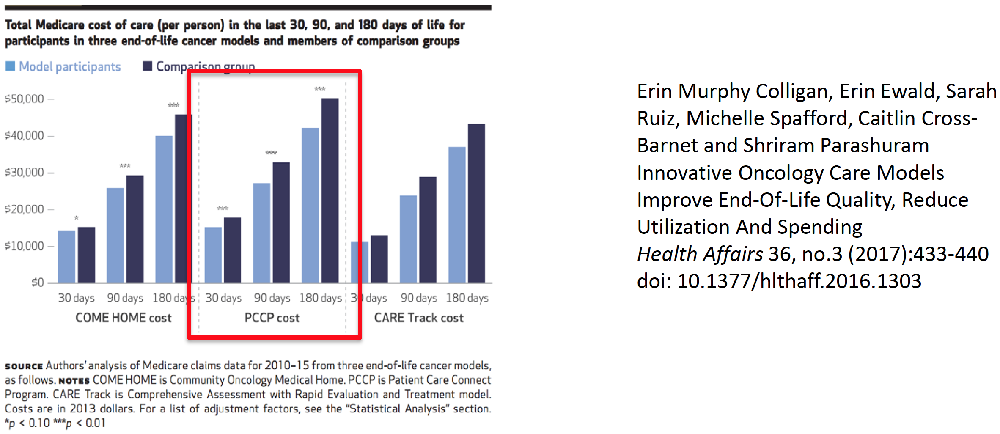 Total Medicare cost of care (per person) in the last 30, 90, and 180 days of life for
participants in three end-of-life cancer models and members of comparison groups
Model participants
Comparison group
$50,000
$40,000
$30,000
$20,000
$10,000
$0
*
***
***
***
***
***
30 days 90 days 180 days 30 days 90 days 180 days 30 days 90 days 180 days
COME HOME cost PCCP cost CARE Track cost
SOURCE Authors' analysis of Medicare claims data for 2010–15 from three end-of-life cancer models,
as follows. NOTES COME HOME is Community Oncology Medical Home. PCCP is Patient Care Connect
Program. CARE Track is Comprehensive Assessment with Rapid Evaluation and Treatment model.
Costs are in 2013 dollars. For a list of adjustment factors, see the “Statistical Analysis” section.
*p < 0.10 ***p < 0.01
Erin Murphy Colligan, Erin Ewald, Sarah
Ruiz, Michelle Spafford, Caitlin Cross-
Barnet and Shriram Parashuram
Innovative Oncology Care Models
Improve End-Of-Life Quality, Reduce
Utilization And Spending
Health Affairs 36, no.3 (2017):433-440
doi: 10.1377/hlthaff.2016.1303